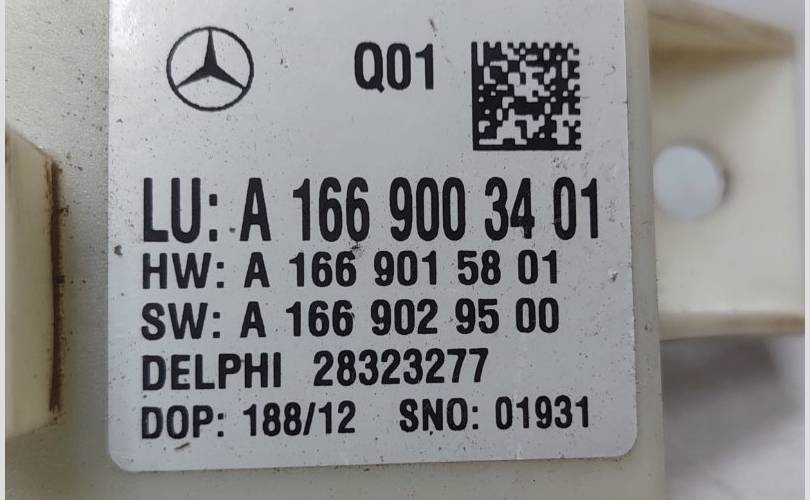 Q01
LU: A 166 900 34 01
HW: A 166 901 58 01
SW: A 166 902 95 00
DELPHI 28323277
DOP: 188/12 SNO: 01931